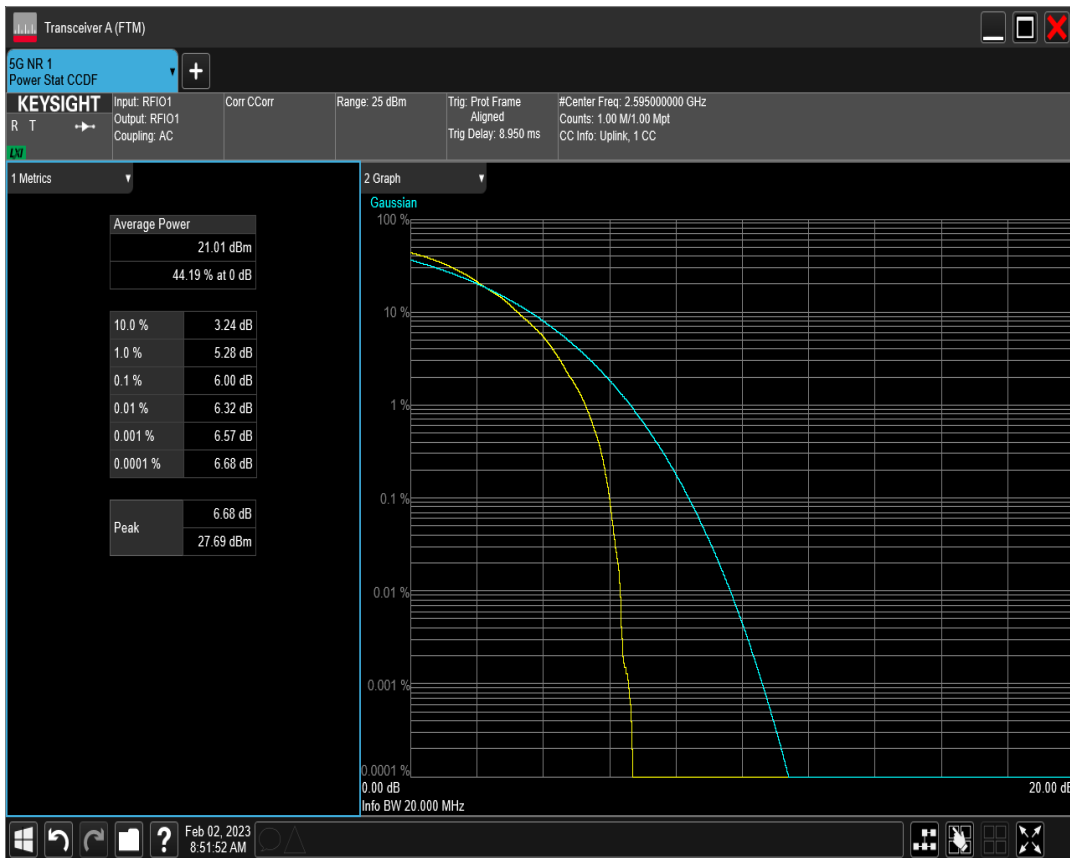 Transceiver A (FTM)
5G NR 1
Power Stat CCDF
+
KEYSIGHT
R T
LXI
Input: RFIO1
Output: RFIO1
Coupling: AC
Corr CCorr
Range: 25 dBm
Trig: Prot Frame
Aligned
Trig Delay: 8.950 ms
#Center Freq: 2.595000000 GHz
Counts: 1.00 M/1.00 Mpt
CC Info: Uplink, 1 CC
1 Metrics
Average Power
21.01 dBm
44.19 % at 0 dB
10.0 % 3.24 dB
1.0 % 5.28 dB
0.1 % 6.00 dB
0.01 % 6.32 dB
0.001 % 6.57 dB
0.0001 % 6.68 dB
Peak
6.68 dB
27.69 dBm
2 Graph
Gaussian
100 %
10 %
1 %
0.1 %
0.01 %
0.001 %
0.0001 %
0.00 dB
20.00 dB
Info BW 20.000 MHz
?
Feb 02, 2023
8:51:52 AM